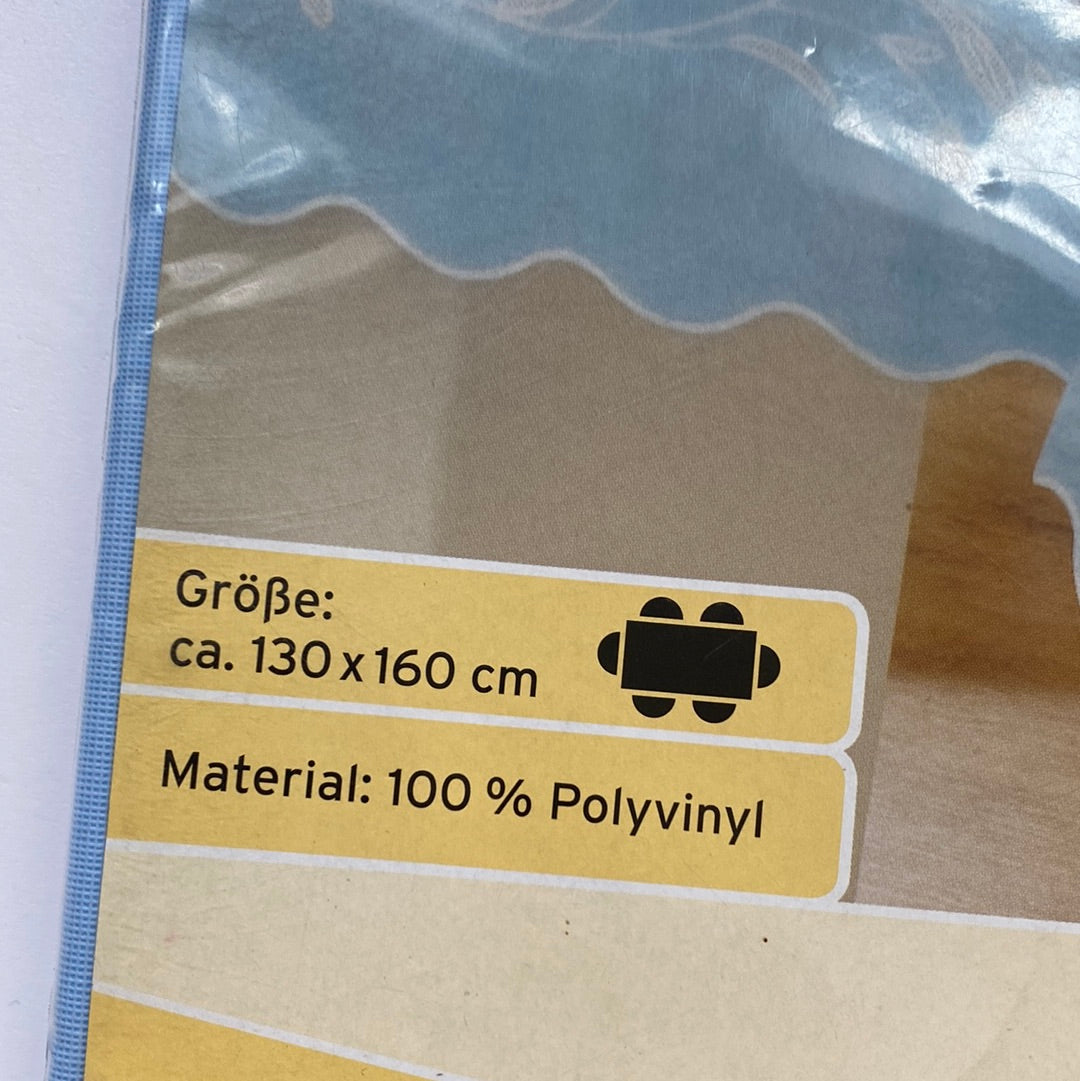 Größe:
ca. 130 x 160 cm
Material: 100 % Polyvinyl